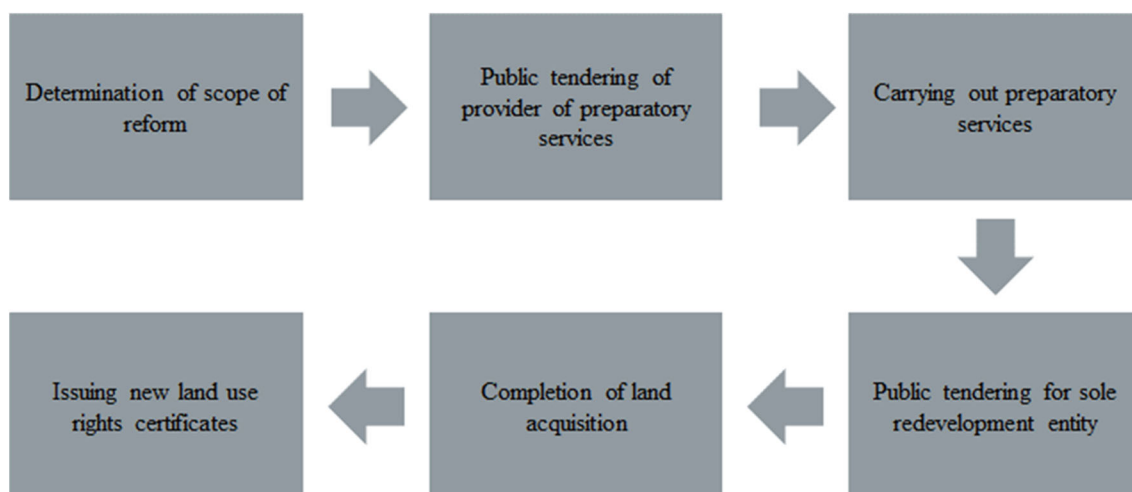 Determination of scope of
reform
Public tendering of
provider of preparatory
services
Carrying out preparatory
services
Public tendering for sole
redevelopment entity
Completion of land
acquisition
Issuing new land use
rights certificates